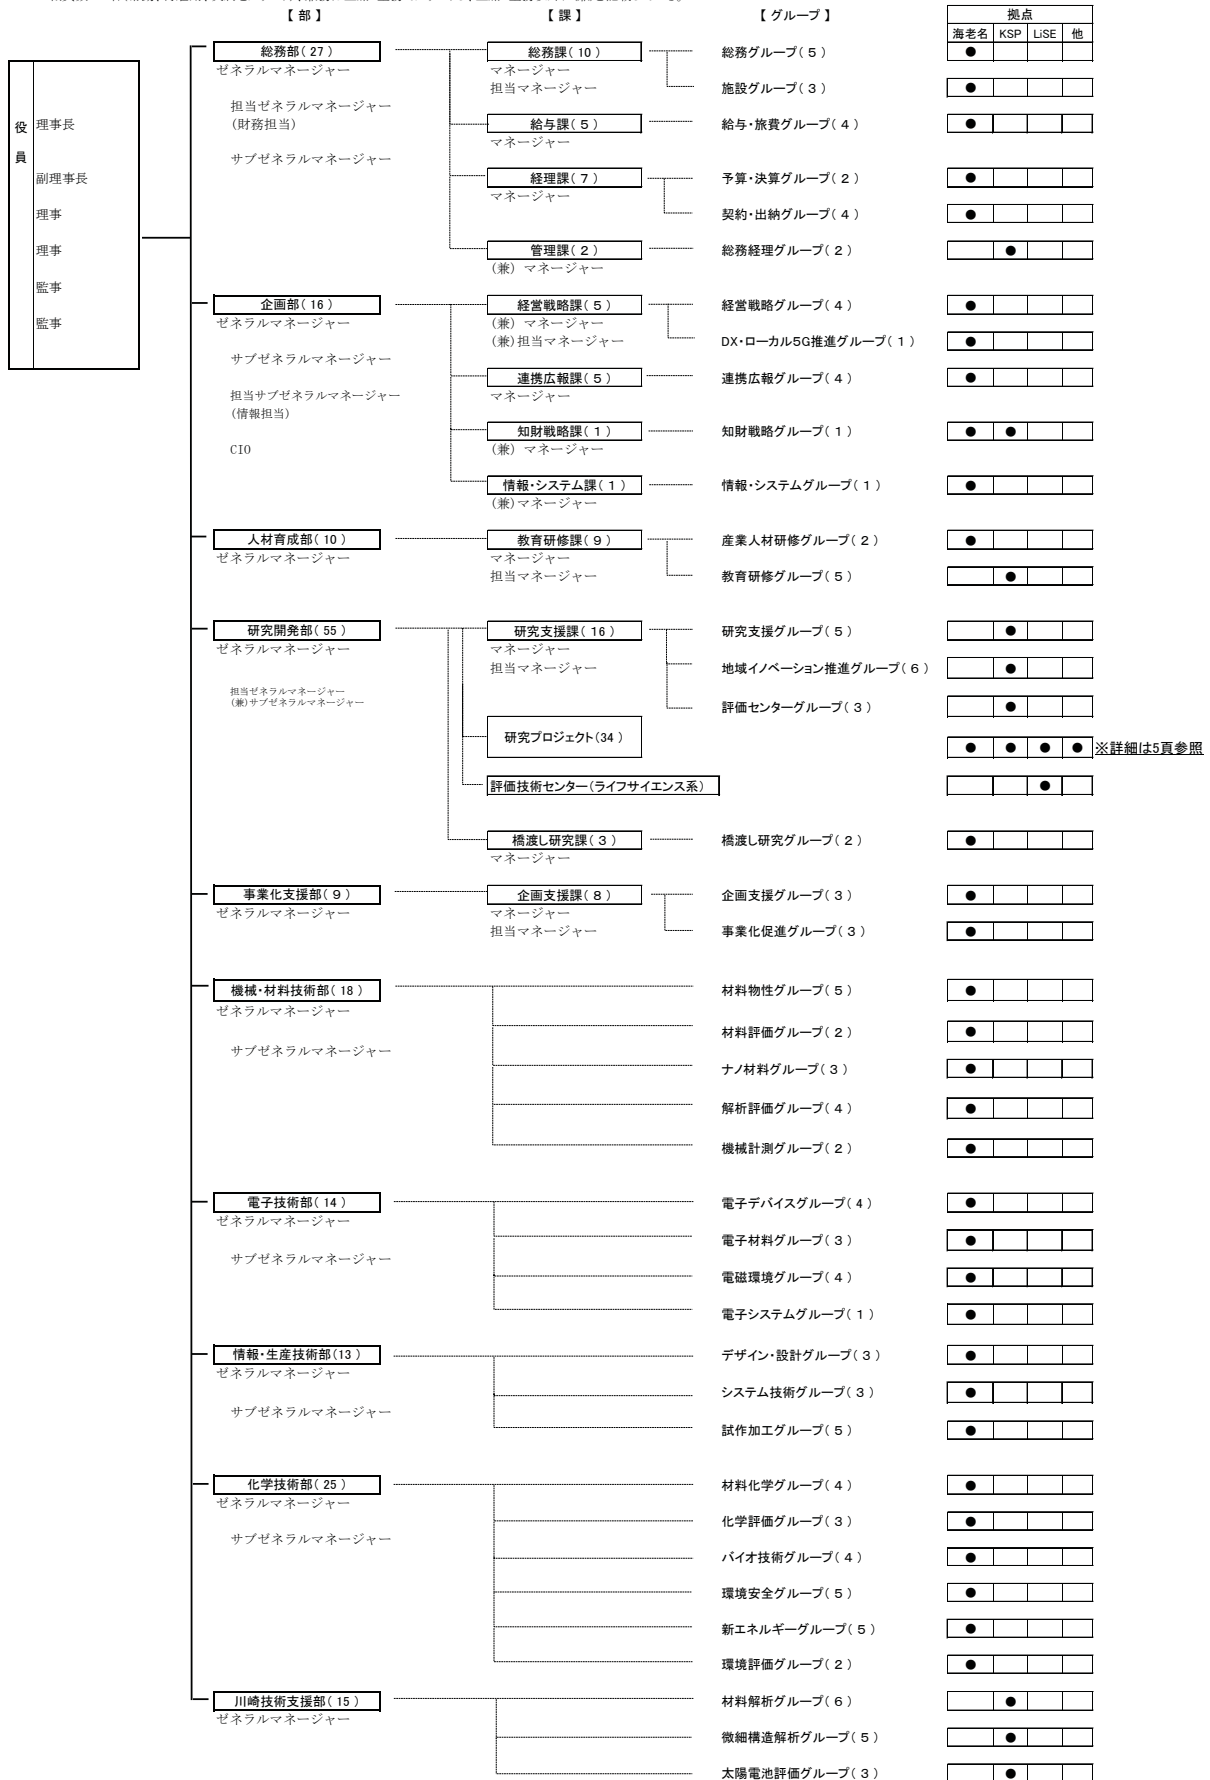 【 部 】 【 課 】 【 グループ 】 拠点
海老名 KSP LiSE 他
総務部( 27 ) 総務課( 10 ) 総務グループ( 5 ) ●
ゼネラルマネージャー マネージャー
担当マネージャー 施設グループ( 3 ) ●
担当ゼネラルマネージャー
(財務担当) 給与課( 5 ) 給与・旅費グループ( 4 ) ●
マネージャー
サブゼネラルマネージャー
経理課( 7 ) 予算・決算グループ( 2 ) ●
マネージャー
契約・出納グループ( 4 ) ●
管理課( 2 ) 総務経理グループ( 2 ) ●
(兼) マネージャー
役員
理事長
副理事長
理事
理事
監事
監事
企画部( 16 ) 経営戦略課( 5 ) 経営戦略グループ( 4 ) ●
ゼネラルマネージャー (兼) マネージャー
(兼)担当マネージャー DX・ローカル5G推進グループ( 1 ) ●
サブゼネラルマネージャー
連携広報課( 5 ) 連携広報グループ( 4 ) ●
担当サブゼネラルマネージャー マネージャー
(情報担当)
知財戦略課( 1 ) 知財戦略グループ( 1 ) ● ●
CIO (兼) マネージャー
情報・システム課( 1 ) 情報・システムグループ( 1 ) ●
(兼)マネージャー
人材育成部( 10 ) 教育研修課( 9 ) 産業人材研修グループ( 2 ) ●
ゼネラルマネージャー マネージャー
担当マネージャー 教育研修グループ( 5 ) ●
研究開発部( 55 ) 研究支援課( 16 ) 研究支援グループ( 5 ) ●
ゼネラルマネージャー マネージャー
担当マネージャー 地域イノベーション推進グループ( 6 ) ●
担当ゼネラルマネージャー
(兼)サブゼネラルマネージャー
評価センターグループ( 3 ) ●
研究プロジェクト(34 ) ● ● ● ● ※詳細は5頁参照
評価技術センター(ライフサイエンス系) ●
橋渡し研究課( 3 ) 橋渡し研究グループ( 2 ) ●
マネージャー
事業化支援部( 9 ) 企画支援課( 8 ) 企画支援グループ( 3 ) ●
ゼネラルマネージャー マネージャー
担当マネージャー 事業化促進グループ( 3 ) ●
機械・材料技術部( 18 ) 材料物性グループ( 5 ) ●
ゼネラルマネージャー
材料評価グループ( 2 ) ●
サブゼネラルマネージャー
ナノ材料グループ( 3 ) ●
解析評価グループ( 4 ) ●
機械計測グループ( 2 ) ●
電子技術部( 14 ) 電子デバイスグループ( 4 ) ●
ゼネラルマネージャー
電子材料グループ( 3 ) ●
サブゼネラルマネージャー
電磁環境グループ( 4 ) ●
電子システムグループ( 1 ) ●
情報・生産技術部(13 ) デザイン・設計グループ( 3 ) ●
ゼネラルマネージャー
システム技術グループ( 3 ) ●
サブゼネラルマネージャー
試作加工グループ( 5 ) ●
化学技術部( 25 ) 材料化学グループ( 4 ) ●
ゼネラルマネージャー
化学評価グループ( 3 ) ●
サブゼネラルマネージャー
バイオ技術グループ( 4 ) ●
環境安全グループ( 5 ) ●
新エネルギーグループ( 5 ) ●
環境評価グループ( 2 ) ●
川崎技術支援部( 15 ) 材料解析グループ( 6 ) ●
ゼネラルマネージャー
微細構造解析グループ( 5 ) ●
太陽電池評価グループ( 3 ) ●